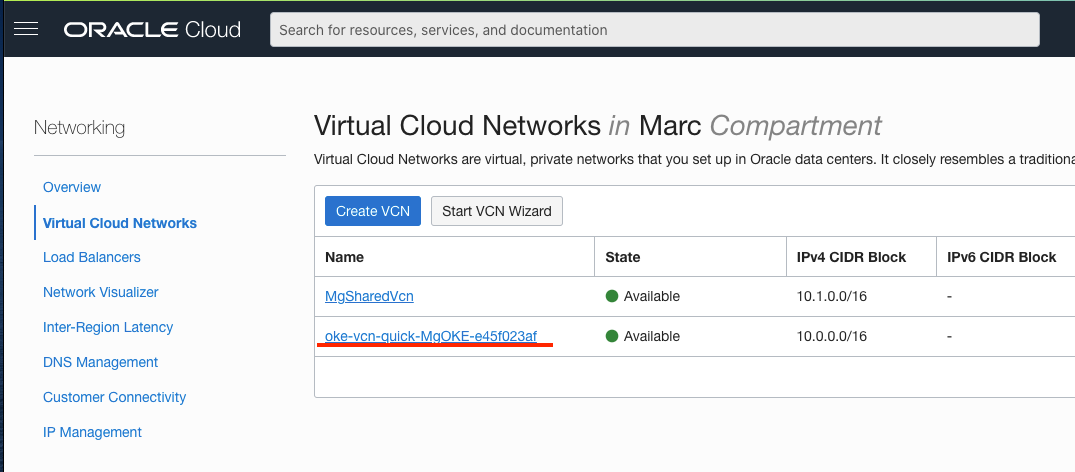 ORACLE Cloud
Search for resources, services, and documentation
Networking
Overview
Virtual Cloud Networks
Load Balancers
Network Visualizer
Inter-Region Latency
DNS Management
Customer Connectivity
IP Management
Virtual Cloud Networks in Marc Compartment
Virtual Cloud Networks are virtual, private networks that you set up in Oracle data centers. It closely resembles a traditiona
Create VCN Start VCN Wizard
Name State IPv4 CIDR Block IPv6 CIDR Block
MgSharedVcn Available 10.1.0.0/16 -
oke-vcn-quick-MgOKE-e45f023af Available 10.0.0.0/16 -